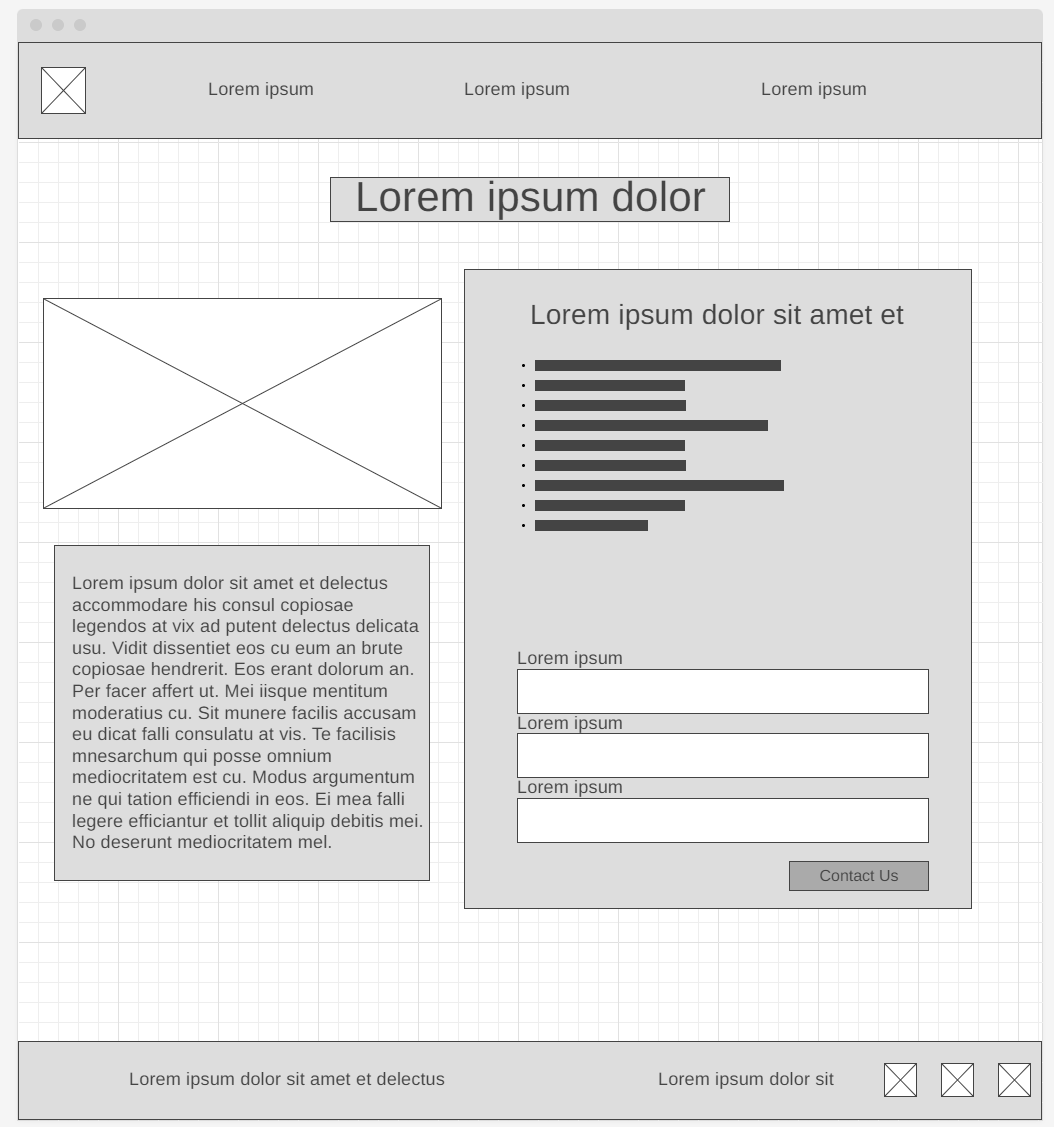 Lorem ipsum
Lorem ipsum
Lorem ipsum
Lorem ipsum dolor
Lorem ipsum dolor sit amet et delectus
accommodare his consul copiosae
legendos at vix ad putent delectus delicata
usu. Vidit dissentiet eos cu eum an brute
copiosae hendrerit. Eos erant dolorum an.
Per facer affert ut. Mei iisque mentitum
moderatius cu. Sit munere facilis accusam
eu dicat falli consulatu at vis. Te facilisis
mnesarchum qui posse omnium
mediocritatem est cu. Modus argumentum
ne qui tation efficiendi in eos. Ei mea falli
legere efficiantur et tollit aliquip debitis mei.
No deserunt mediocritatem mel.
Lorem ipsum dolor sit amet et
Lorem ipsum
Lorem ipsum
Lorem ipsum
Contact Us
Lorem ipsum dolor sit amet et delectus
Lorem ipsum dolor sit